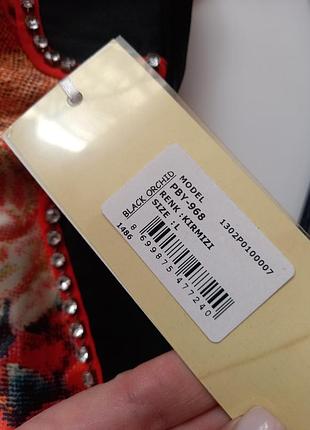 BLACK ORCHID
MODEL
PBY-968
RENK :KIRMIZI
SIZE :L
8 699875 477240
1486
1302P0100007